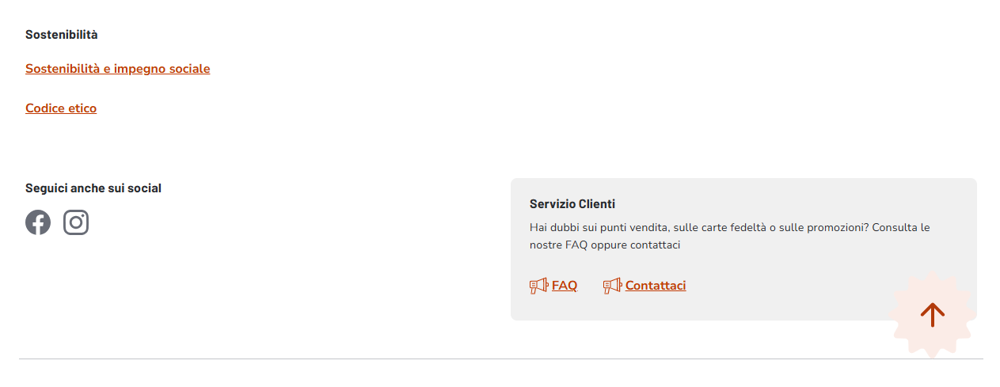 Sostenibilità
Sostenibilità e impegno sociale
Codice etico
Seguici anche sui social
Servizio Clienti
Hai dubbi sui punti vendita, sulle carte fedeltà o sulle promozioni? Consulta le
nostre FAQ oppure contattaci
FAQ Contattaci